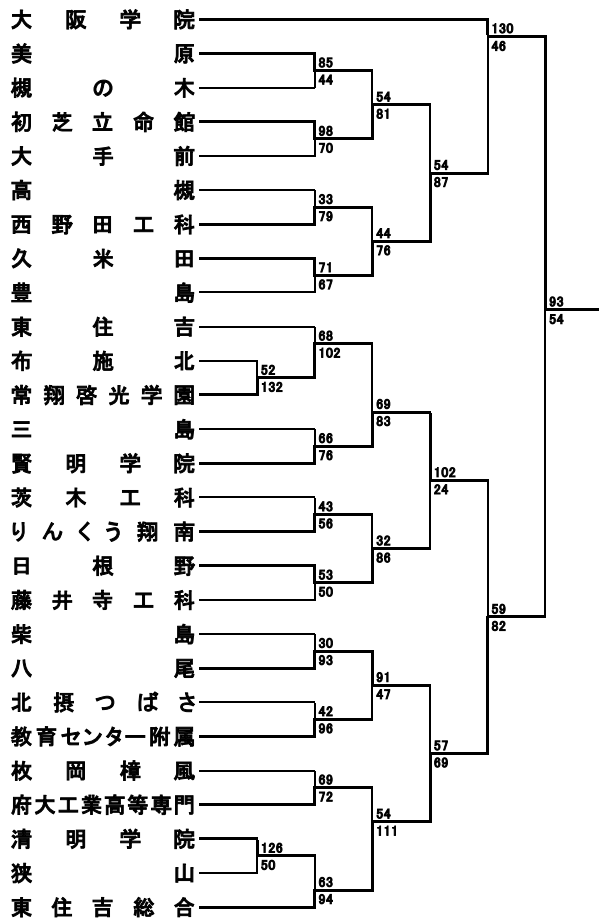 大阪学院
130
46
美原
85
槻の木
44
54
81
初芝立命館
98
大手前
70
54
87
高槻
33
西野田工科
79
44
76
久米田
71
豊島
67
93
54
東住吉
68
102
布施北
52
常翔啓光学園
132
69
83
三島
66
賢明学院
76
102
24
茨木工科
43
りんくう翔南
56
32
86
日根野
53
藤井寺工科
50
59
82
柴島
30
八尾
93
91
47
北摂つばさ
42
教育センター附属
96
57
69
枚岡樟風
69
府大工業高等専門
72
54
111
清明学院
126
狭山
50
63
東住吉総合
94